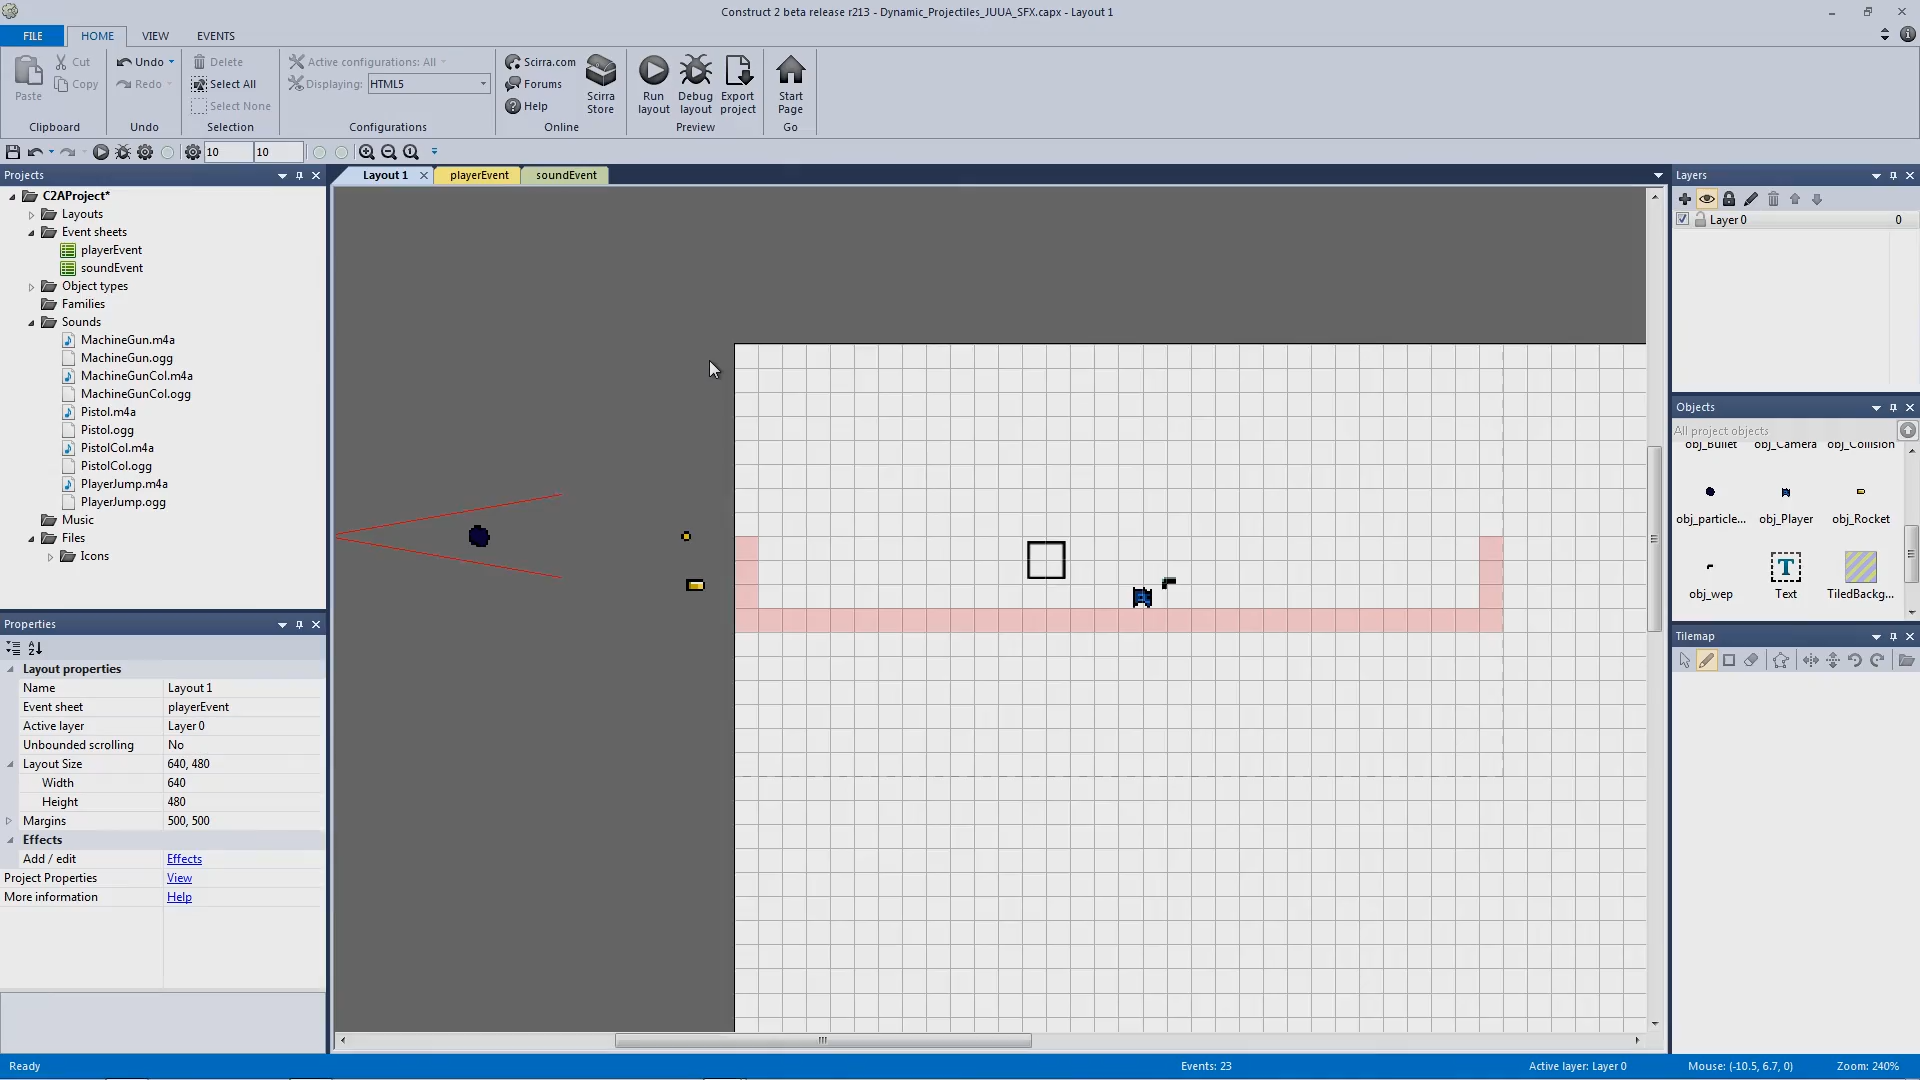 Construct 2 beta release r213 - Dynamic_Projectiles_JUUA_SFX.capx - Layout 1
FILE
HOME
VIEW
EVENTS
Paste
Cut
Copy
Clipboard
Undo
Redo
Undo
Delete
Select All
Select None
Selection
Active configurations: All
Displaying: HTML5
Configurations
Scirra.com
Forums
Help
Scirra Store
Online
Run layout
Debug layout
Export project
Preview
Start Page
Go
10
10
Projects
C2AProject*
Layouts
Event sheets
playerEvent
soundEvent
Object types
Families
Sounds
MachineGun.m4a
MachineGun.ogg
MachineGunCol.m4a
MachineGunCol.ogg
Pistol.m4a
Pistol.ogg
PistolCol.m4a
PistolCol.ogg
PlayerJump.m4a
PlayerJump.ogg
Music
Files
Icons
Properties
Layout properties
Name Layout 1
Event sheet playerEvent
Active layer Layer 0
Unbounded scrolling No
Layout Size 640, 480
Width 640
Height 480
Margins 500, 500
Effects
Add / edit Effects
Project Properties View
More information Help
Layout 1
playerEvent
soundEvent
Layers
Layer 0 0
Objects
All project objects
obj_Bullet obj_Camera obj_Collision
obj_particle... obj_Player obj_Rocket
T
obj_wep Text TiledBackg...
Tilemap
Ready
Events: 23
Active layer: Layer 0
Mouse: (-10.5, 6.7, 0)
Zoom: 240%